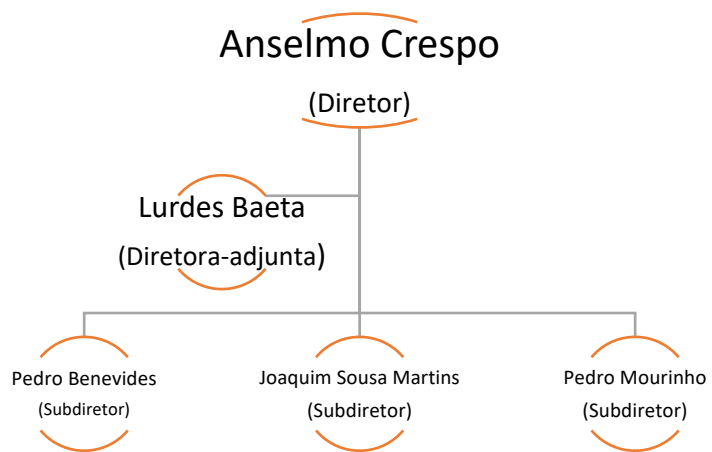 Anselmo Crespo
(Diretor)
Lurdes Baeta
(Diretora-adjunta)
Pedro Benevides
(Subdiretor)
Joaquim Sousa Martins
(Subdiretor)
Pedro Mourinho
(Subdiretor)